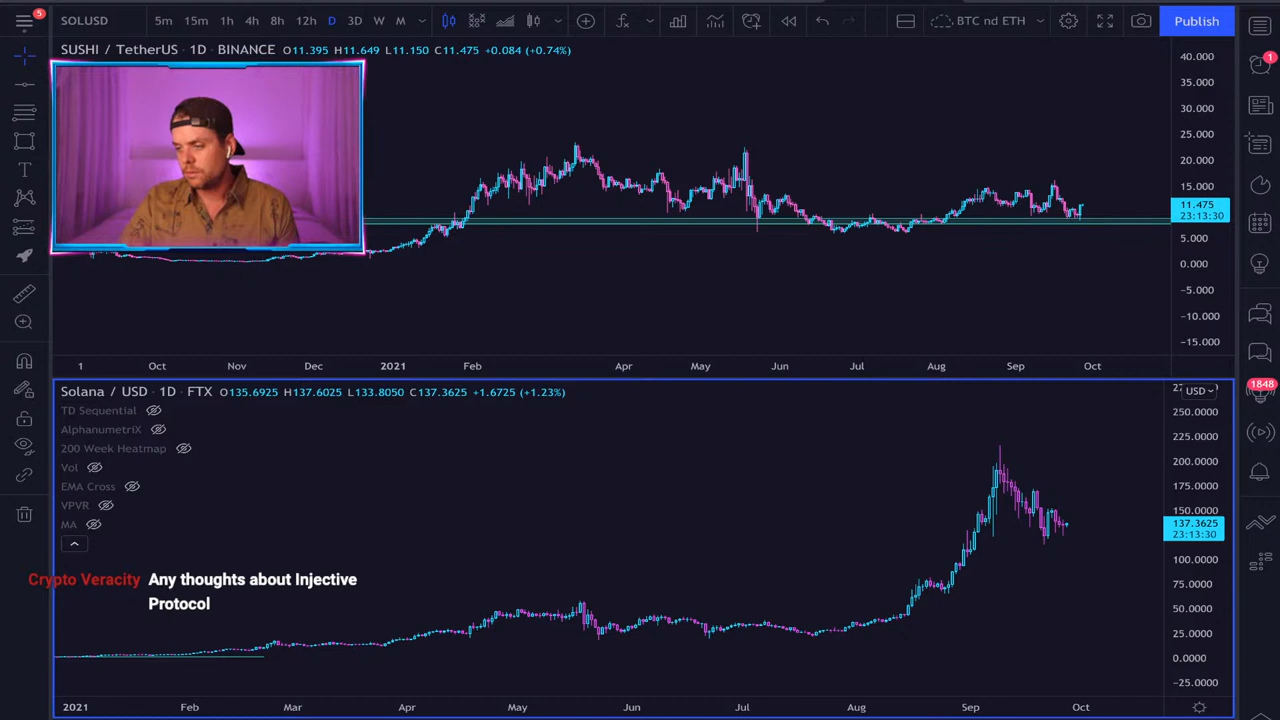 5
SOLUSD 5m 15m 1h 4h 8h 12h D 3D W M BTC nd ETH Publish
SUSHI / TetherUS · 1D · BINANCE O11.395 H11.649 L11.150 C11.475 +0.084 (+0.74%)
40.000
35.000
30.000
25.000
20.000
15.000
11.475
23:13:30
5.000
0.000
−5.000
−10.000
−15.000
1 Oct Nov Dec 2021 Feb Apr May Jun Jul Aug Sep Oct
1
1848
Solana / USD · 1D · FTX O135.6925 H137.6025 L133.8050 C137.3625 +1.6725 (+1.23%)
USD
TD Sequential
AlphanumetriX
200 Week Heatmap
Vol
EMA Cross
VPVR
MA
250.0000
225.0000
200.0000
175.0000
150.0000
137.3625
23:13:30
100.0000
75.0000
50.0000
25.0000
0.0000
−25.0000
Crypto Veracity Any thoughts about Injective
Protocol
2021 Feb Mar Apr May Jun Jul Aug Sep Oct